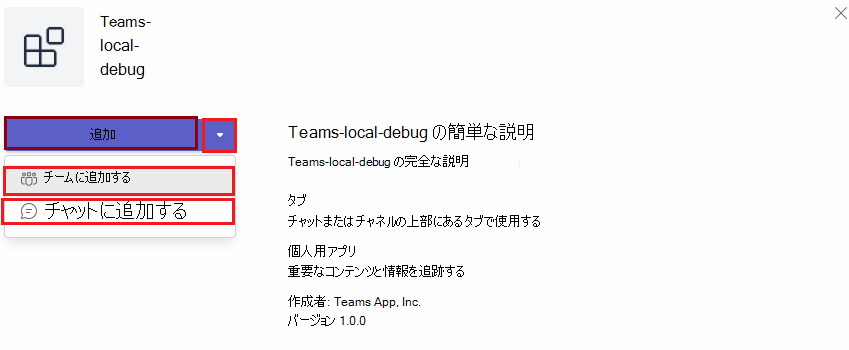 Teams-
local-
debug
追加
チームに追加する
チャットに追加する
Teams-local-debug の簡単な説明
Teams-local-debug の完全な説明
タブ
チャットまたはチャネルの上部にあるタブで使用する
個人用アプリ
重要なコンテンツと情報を追跡する
作成者: Teams App, Inc.
バージョン 1.0.0